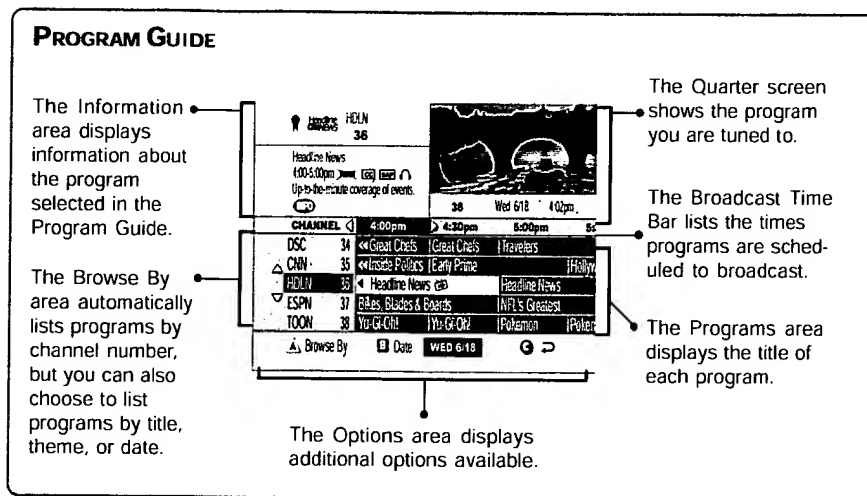 PROGRAM GUIDE
The Information
area displays
information about
the program
selected in the
Program Guide.
The Browse By
area automatically
lists programs by
channel number,
but you can also
choose to list
programs by title,
theme, or date.
Headline
NEWS
HDLN
36
Headline News
4:00-5:00pm CC SAP
Up-to-the-minute coverage of events.
36 Wed 6/18 4:02pm
CHANNEL 4:00pm 4:30pm 5:00pm
DSC 34 Great Chefs Great Chefs Travelers
CNN 35 Inside Politics Early Prime Hollyw
HDLN 36 Headline News Headline News
ESPN 37 Bikes, Blades & Boards NFL's Greatest
TOON 38 Yu-Gi-Oh! Yu-Gi-Oh! Pokemon Poker
A Browse By B Date WED 6/18 C
The Quarter screen
shows the program
you are tuned to.
The Broadcast Time
Bar lists the times
programs are sched-
uled to broadcast.
The Programs area
displays the title of
each program.
The Options area displays
additional options available.